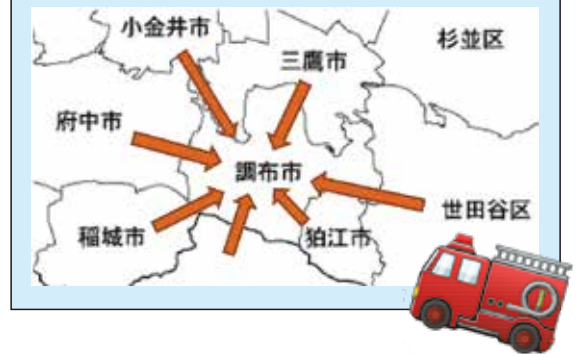 小金井市
三鷹市
杉並区
府中市
調布市
世田谷区
稲城市
狛江市